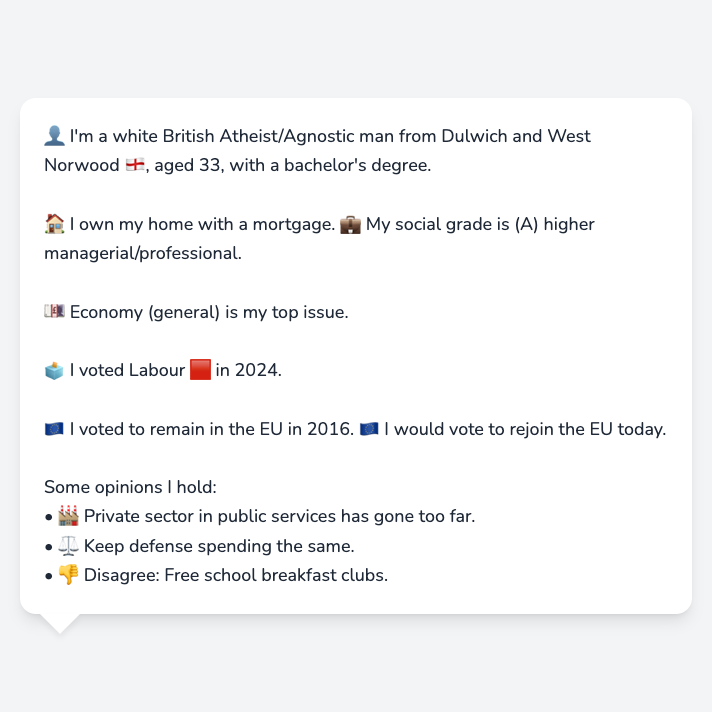 👤 I'm a white British Atheist/Agnostic man from Dulwich and West
Norwood 🏴󠁧󠁢󠁥󠁮󠁧󠁿, aged 33, with a bachelor's degree.
🏠 I own my home with a mortgage. 💼 My social grade is (A) higher
managerial/professional.
💷 Economy (general) is my top issue.
🗳️ I voted Labour 🟥 in 2024.
🇪🇺 I voted to remain in the EU in 2016. 🇪🇺 I would vote to rejoin the EU today.
Some opinions I hold:
• 🏭 Private sector in public services has gone too far.
• ⚖️ Keep defense spending the same.
• 👎 Disagree: Free school breakfast clubs.